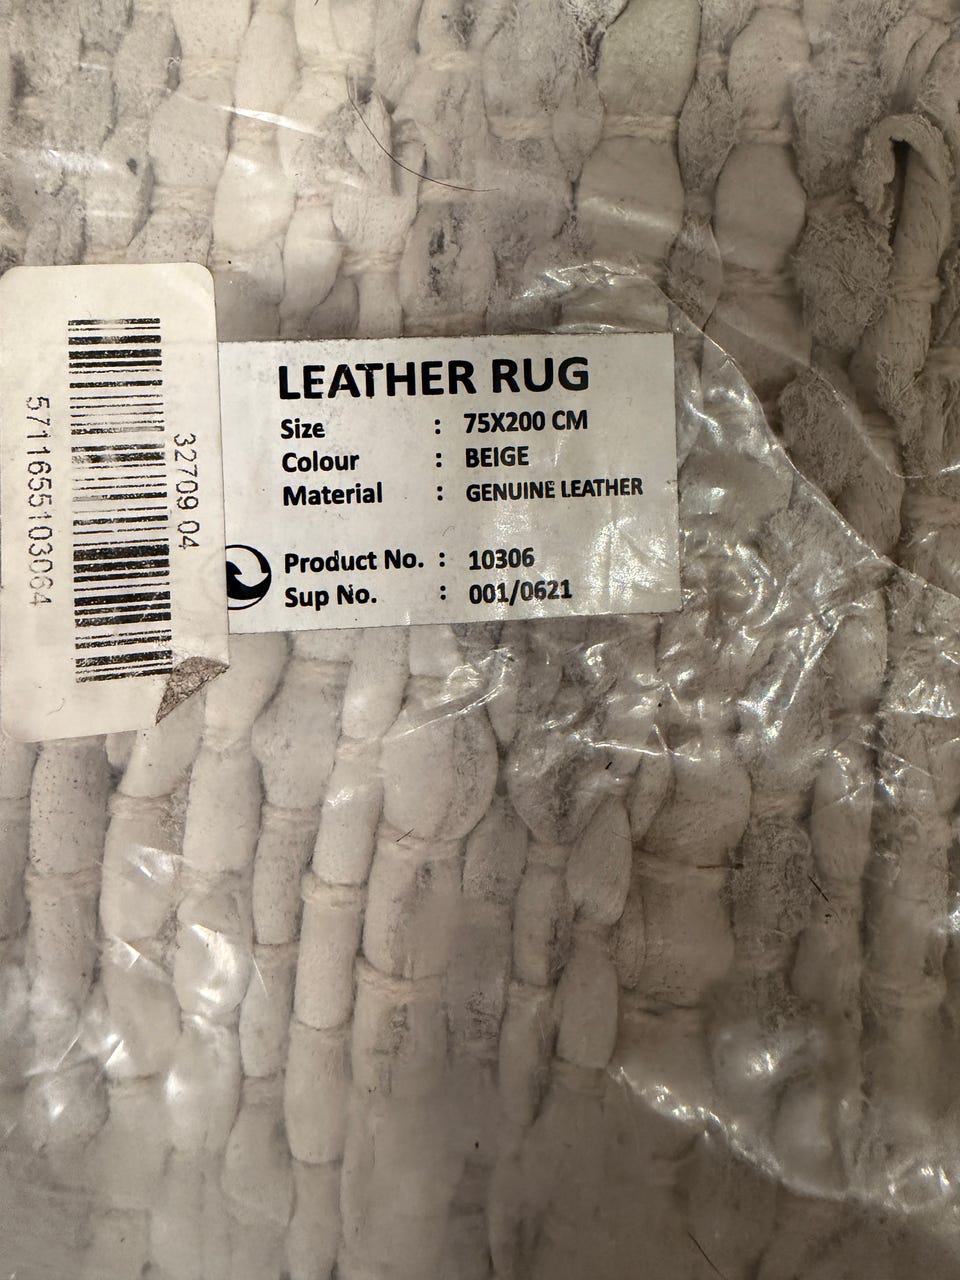 LEATHER RUG
Size : 75X200 CM
Colour : BEIGE
Material : GENUINE LEATHER
Product No. : 10306
Sup No. : 001/0621
32709 04
5711655103064